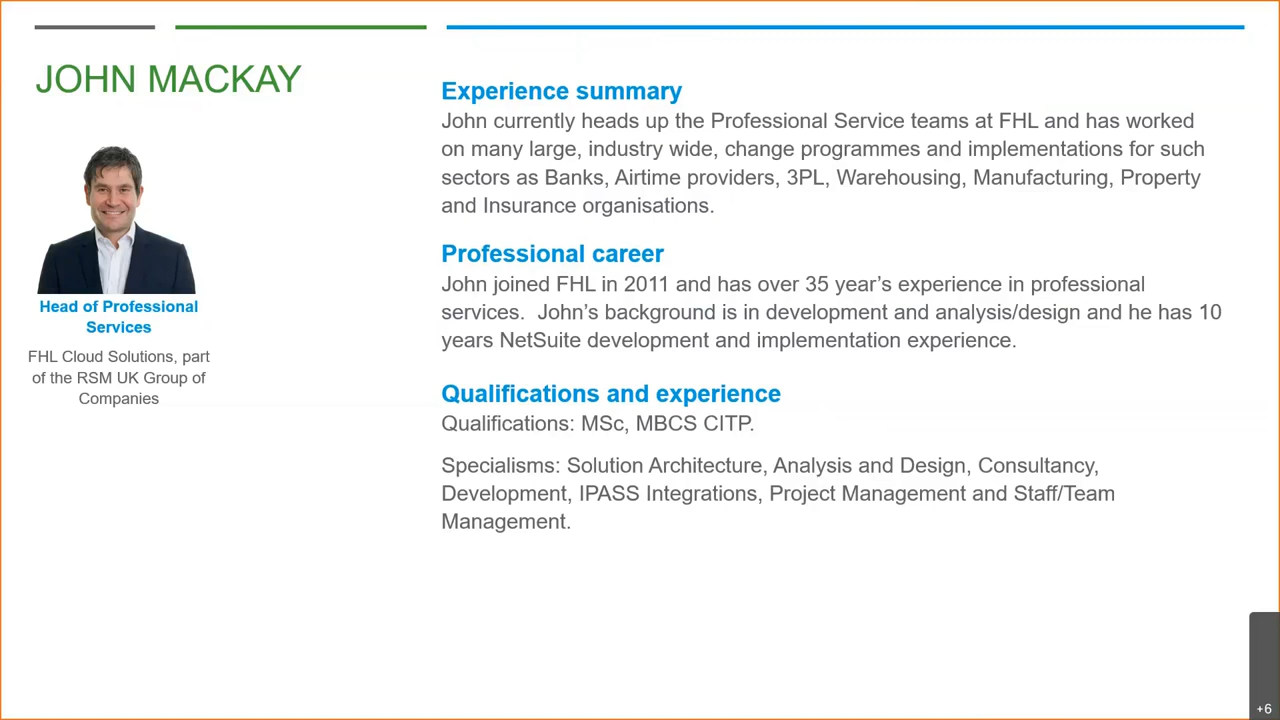 JOHN MACKAY
Head of Professional
Services
FHL Cloud Solutions, part
of the RSM UK Group of
Companies
Experience summary
John currently heads up the Professional Service teams at FHL and has worked
on many large, industry wide, change programmes and implementations for such
sectors as Banks, Airtime providers, 3PL, Warehousing, Manufacturing, Property
and Insurance organisations.
Professional career
John joined FHL in 2011 and has over 35 year’s experience in professional
services.  John’s background is in development and analysis/design and he has 10
years NetSuite development and implementation experience.
Qualifications and experience
Qualifications: MSc, MBCS CITP.
Specialisms: Solution Architecture, Analysis and Design, Consultancy,
Development, IPASS Integrations, Project Management and Staff/Team
Management.
+6